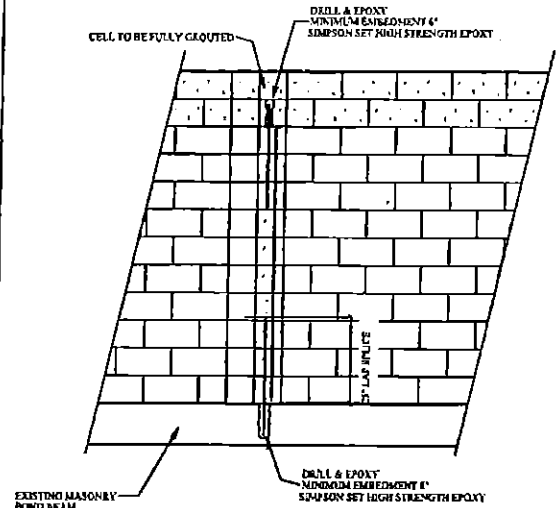 DRILL & EPOXY
MINIMUM EMBEDMENT 6"
SIMPSON SET HIGH STRENGTH EPOXY
CELL TO BE FULLY GROUTED
LAP SPLICE
DRILL & EPOXY
MINIMUM EMBEDMENT
SIMPSON SET HIGH STRENGTH EPOXY
EXISTING MASONRY
BOND BEAM